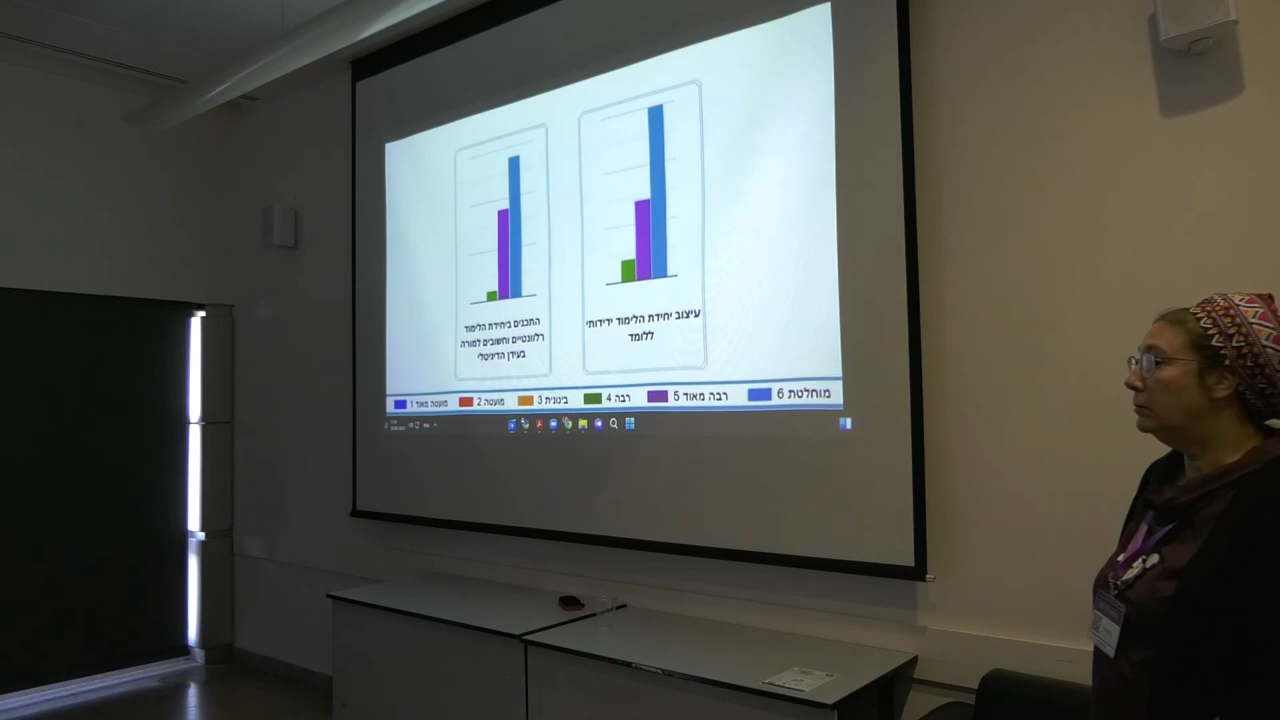 עיצוב יחידת הלימוד ידידותי
ללומד
התכנים ביחידת הלימוד
רלוונטיים וחשובים למורה
בעידן הדיגיטלי
מוחלטת 6
רבה מאוד 5
רבה 4
בינונית 3
מועטה 2
מועטה מאוד 1